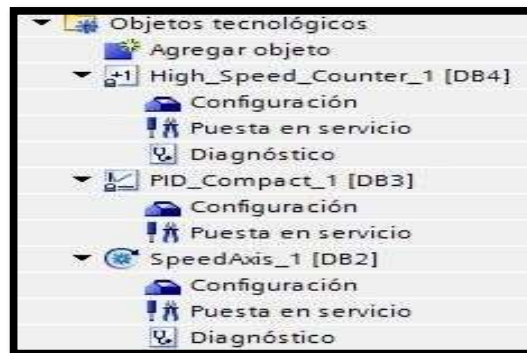 Objetos tecnológicos
Agregar objeto
High_Speed_Counter_1 [DB4]
Configuración
Puesta en servicio
Diagnóstico
PID_Compact_1 [DB3]
Configuración
Puesta en servicio
SpeedAxis_1 [DB2]
Configuración
Puesta en servicio
Diagnóstico